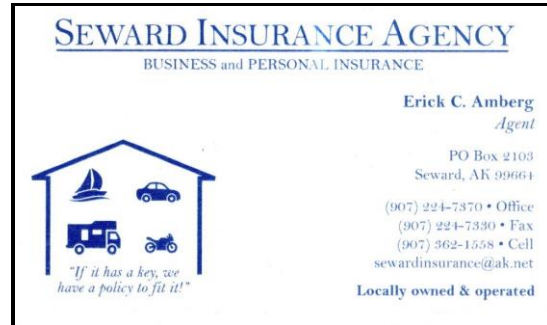 SEWARD INSURANCE AGENCY
BUSINESS and PERSONAL INSURANCE
Erick C. Amberg
Agent
PO Box 2103
Seward, AK 99664
(907) 224-7370 • Office
(907) 224-7330 • Fax
(907) 362-1558 • Cell
sewardinsurance@ak.net
Locally owned & operated
"If it has a key, we
have a policy to fit it!"